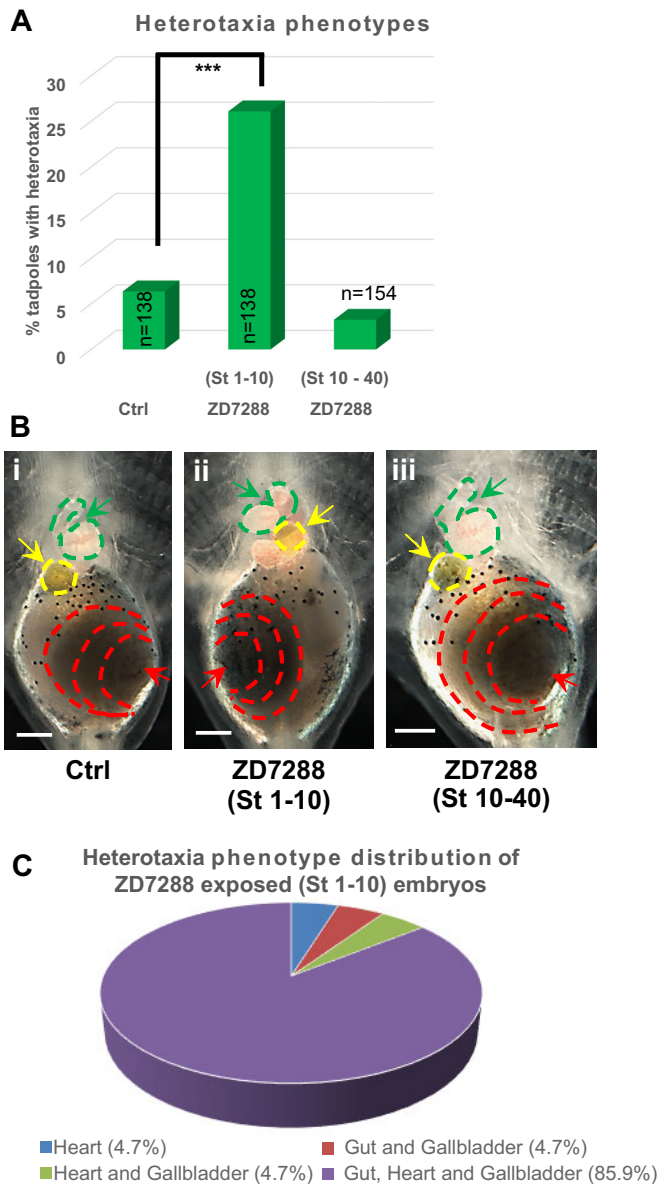 A
Heterotaxia phenotypes
% tadpoles with heterotaxia
30
25
20
15
10
5
0
***
n=138
n=138
n=154
(St 1-10) (St 10 - 40)
Ctrl ZD7288 ZD7288
B
i ii iii
Ctrl ZD7288 ZD7288
(St 1-10) (St 10-40)
C
Heterotaxia phenotype distribution of
ZD7288 exposed (St 1-10) embryos
Heart (4.7%) Gut and Gallbladder (4.7%)
Heart and Gallbladder (4.7%) Gut, Heart and Gallbladder (85.9%)